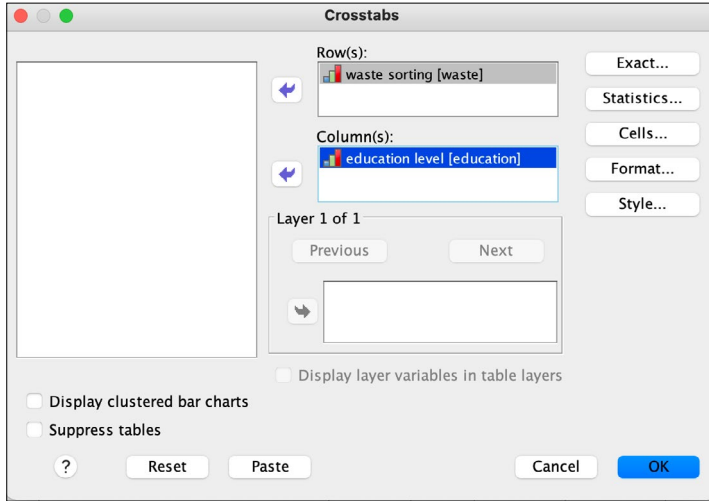 Crosstabs
Row(s):
waste sorting [waste]
Column(s):
education level [education]
Layer 1 of 1
Previous
Next
Display layer variables in table layers
Exact...
Statistics...
Cells...
Format...
Style...
Display clustered bar charts
Suppress tables
?
Reset
Paste
Cancel
OK